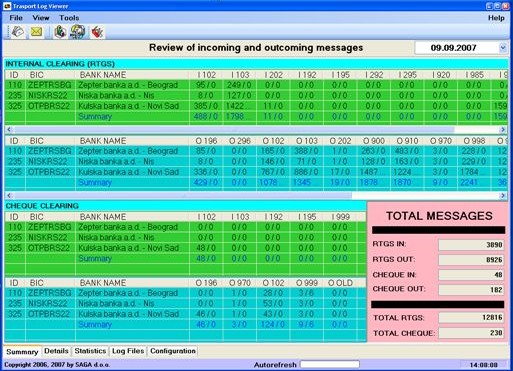 Trasport Log Viewer
File View Tools Help
Review of incoming and outcoming messages 09.09.2007
INTERNAL CLEARING (RTGS)
ID BIC BANK NAME I 102 I 103 I 202 I 192 I 195 I 292 I 295 I 900 I 920 I 985
110 ZEPTRSBG Zepter banka a.d. - Beograd 95 / 0 249 / 0 0 / 0 0 / 0 0 / 0 0 / 0 0 / 0 0 / 0 0 / 0 0 / 0
235 NISKRS22 Niska banka a.d. - Nis 8 / 0 127 / 0 0 / 0 0 / 0 0 / 0 0 / 0 0 / 0 0 / 0 0 / 0 0 / 0
325 OTPBRS22 Kulska banka a.d. - Novi Sad 385 / 0 1422 ... 11 / 0 0 / 0 0 / 0 0 / 0 0 / 0 0 / 0 0 / 0 0 / 0 159
Summary 488 / 0 1798 ... 11 / 0 0 / 0 0 / 0 0 / 0 0 / 0 0 / 0 0 / 0 0 / 0 159
ID BIC BANK NAME O 196 O 296 O 102 O 103 O 202 O 900 O 910 O 970 O 998
110 ZEPTRSBG Zepter banka a.d. - Beograd 85 / 0 0 / 0 165 / 0 388 / 0 1 / 0 263 / 0 483 / 0 3 / 0 228 / 0 12
235 NISKRS22 Niska banka a.d. - Nis 8 / 0 0 / 0 146 / 0 71 / 0 1 / 0 128 / 0 163 / 0 3 / 0 229 / 0 12
325 OTPBRS22 Kulska banka a.d. - Novi Sad 336 / 0 0 / 0 767 / 0 886 / 0 17 / 0 1487... 1224 ... 3 / 0 1784 ... 12
Summary 429 / 0 0 / 0 1078... 1345 ... 19 / 0 1878 ... 1870 ... 9 / 0 2241 ... 36
CHEQUE CLEARING
ID BIC BANK NAME I 102 I 103 I 192 I 195 I 999
110 ZEPTRSBG Zepter banka a.d. - Beograd 0 / 0 0 / 0 0 / 0 0 / 0 0 / 0
235 NISKRS22 Niska banka a.d. - Nis 0 / 0 0 / 0 0 / 0 0 / 0 0 / 0
325 OTPBRS22 Kulska banka a.d. - Novi Sad 48 / 0 0 / 0 0 / 0 0 / 0 0 / 0
Summary 48 / 0 0 / 0 0 / 0 0 / 0 0 / 0
ID BIC BANK NAME O 196 O 970 O 102 O 999 O OLD
110 ZEPTRSBG Zepter banka a.d. - Beograd 0 / 0 1 / 0 28 / 0 3 / 6 0 / 0
235 NISKRS22 Niska banka a.d. - Nis 0 / 0 1 / 0 53 / 0 3 / 0 0 / 0
325 OTPBRS22 Kulska banka a.d. - Novi Sad 46 / 0 1 / 0 43 / 0 3 / 0 0 / 0
Summary 46 / 0 3 / 0 124 / 0 9 / 6 0 / 0
TOTAL MESSAGES
RTGS IN: 3890
RTGS OUT: 8926
CHEQUE IN: 48
CHEQUE OUT: 182
TOTAL RTGS: 12816
TOTAL CHEQUE: 230
Summary Details Statistics Log Files Configuration
Copyright 2006, 2007 by SAGA d.o.o. Autorefresh 14:08:08